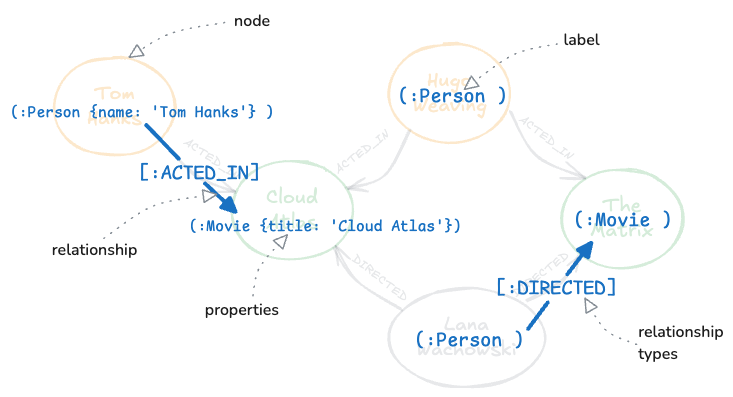 node
label
Tom
Hanks
(:Person {name: 'Tom Hanks'} )
Hugo
Weaving
(:Person )
ACTED_IN
ACTED_IN
ACTED_IN
[:ACTED_IN]
Cloud
Atlas
(:Movie {title: 'Cloud Atlas'})
The
Matrix
(:Movie )
relationship
properties
DIRECTED
DIRECTED
[:DIRECTED]
Lana
Wachowski
(:Person )
relationship
types